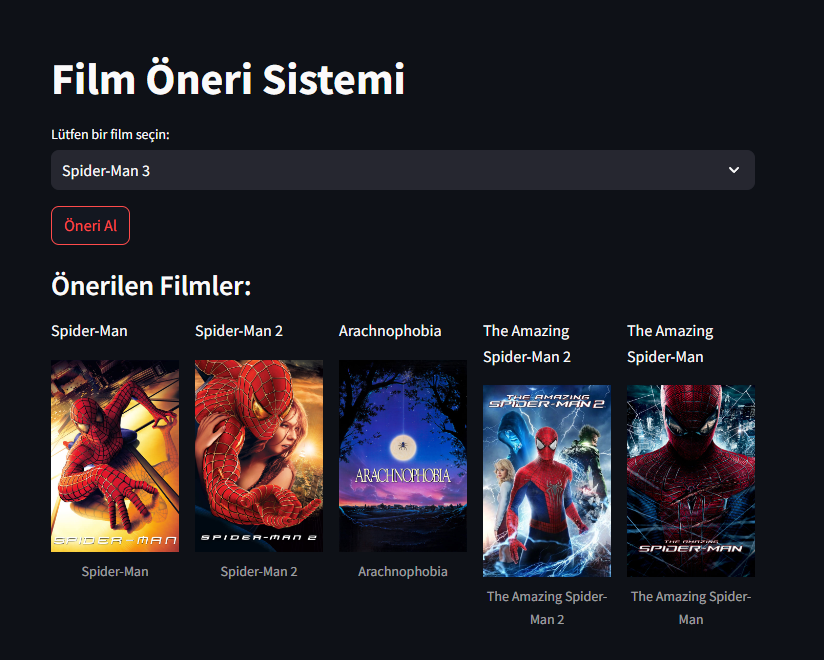 Film Öneri Sistemi
Lütfen bir film seçin:
Spider-Man 3
Öneri Al
Önerilen Filmler:
Spider-Man
Spider-Man 2
Arachnophobia
The Amazing
Spider-Man 2
The Amazing
Spider-Man
SPIDER-MAN
SPIDER-MAN 2
ARACHNOPHOBIA
THE AMAZING
SPIDER-MAN 2
THE AMAZING
SPIDER-MAN
Spider-Man
Spider-Man 2
Arachnophobia
The Amazing Spider-
Man 2
The Amazing Spider-
Man